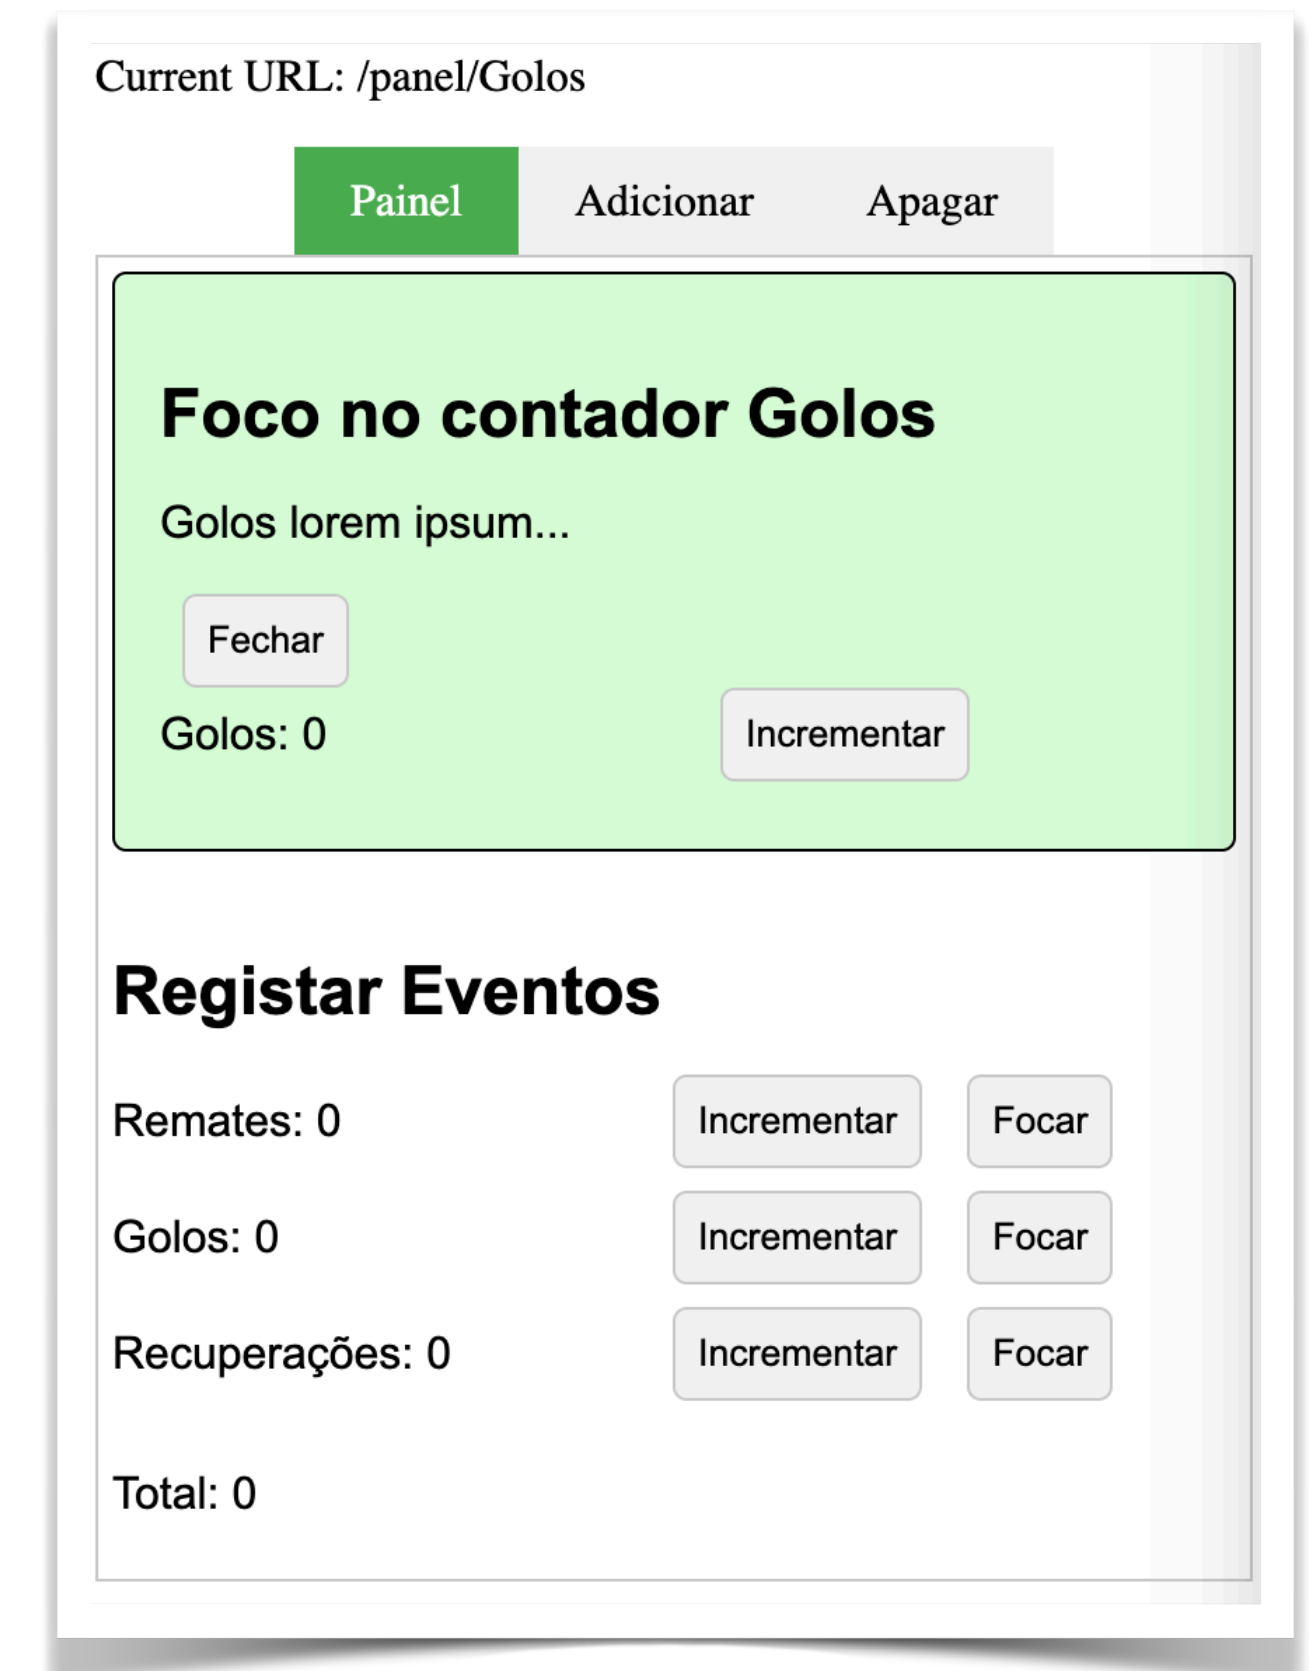 Current URL: /panel/Golos
Painel Adicionar Apagar
Foco no contador Golos
Golos lorem ipsum...
Fechar
Golos: 0 Incrementar
Registar Eventos
Remates: 0 Incrementar Focar
Golos: 0 Incrementar Focar
Recuperações: 0 Incrementar Focar
Total: 0